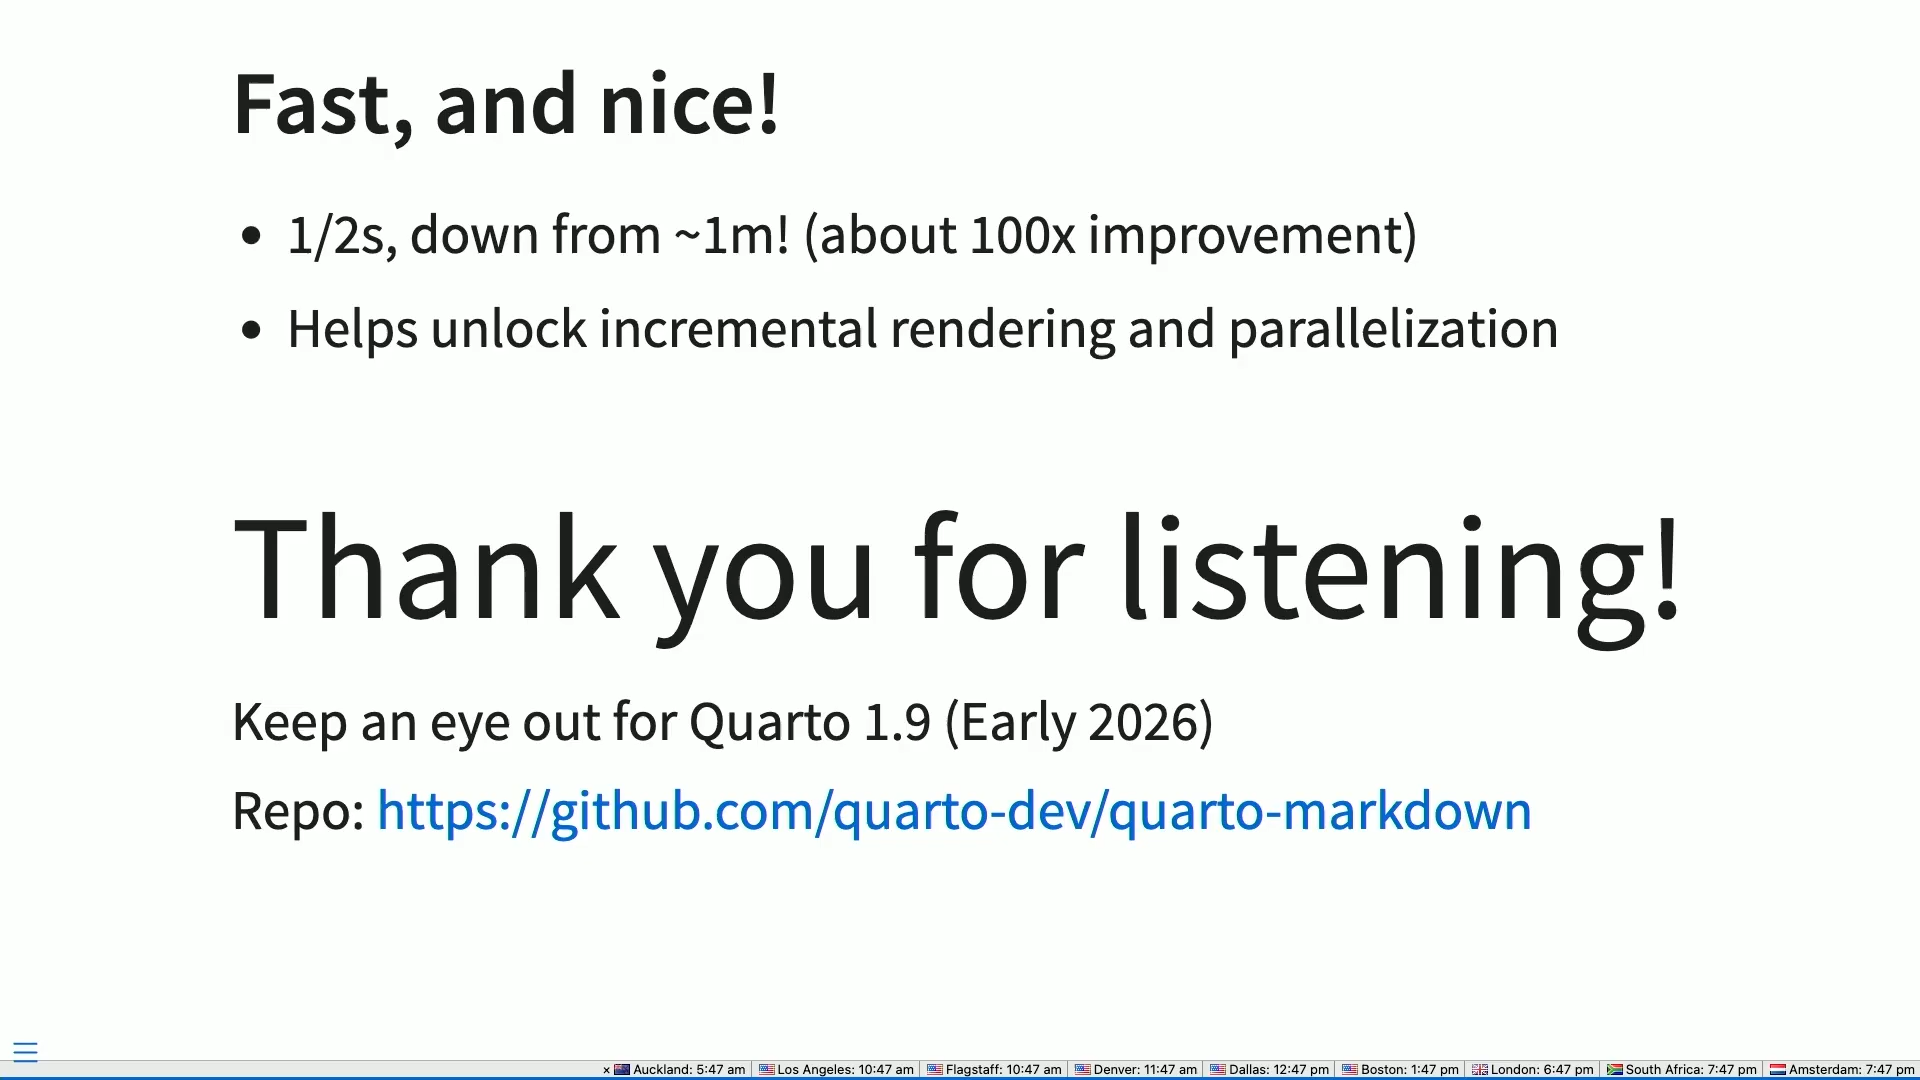 Fast, and nice!
• 1/2s, down from ~1m! (about 100x improvement)
• Helps unlock incremental rendering and parallelization
Thank you for listening!
Keep an eye out for Quarto 1.9 (Early 2026)
Repo: https://github.com/quarto-dev/quarto-markdown
× Auckland: 5:47 am Los Angeles: 10:47 am Flagstaff: 10:47 am Denver: 11:47 am Dallas: 12:47 pm Boston: 1:47 pm London: 6:47 pm South Africa: 7:47 pm Amsterdam: 7:47 pm